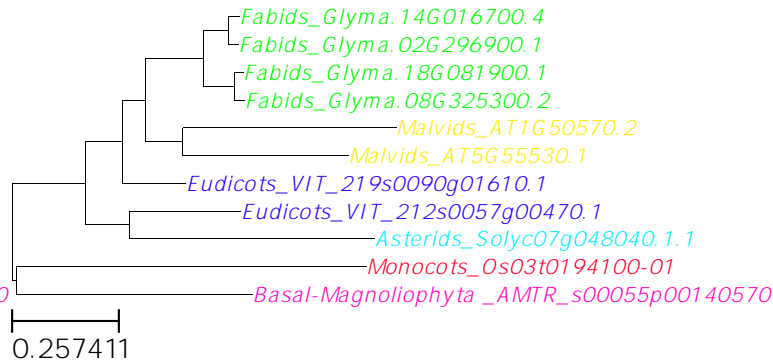 Fabids_Glyma.14G016700.4
Fabids_Glyma.02G296900.1
Fabids_Glyma.18G081900.1
Fabids_Glyma.08G325300.2
Malvids_AT1G50570.2
Malvids_AT5G55530.1
Eudicots_VIT_219s0090g01610.1
Eudicots_VIT_212s0057g00470.1
Asterids_Solyc07g048040.1.1
Monocots_Os03t0194100-01
0 Basal-Magnoliophyta _AMTR_s00055p00140570
0.257411